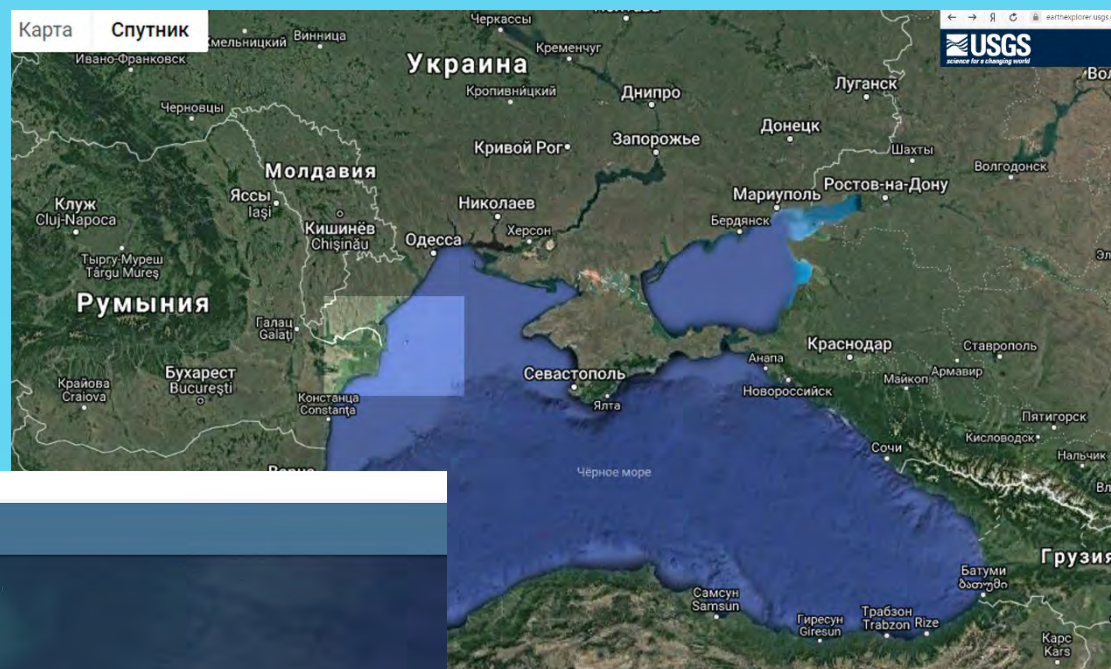 Карта Спутник
Черкассы
earthexplorer.usgs
USGS
science for a changing world
Винница
Кременчуг
Ивано-Франковск
Украина
Кропивни́цкий
Днипро
Луганск
Черновцы
Донецк
Кривой Рог
Запорожье
Шахты
Волгодонск
Молдавия
Мариуполь
Ростов-на-Дону
Клуж
Cluj-Napoca
Яссы
Iași
Николаев
Бердянск
Кишинёв
Chișinău
Одесса
Херсон
Тыргу-Муреш
Târgu Mureș
Румыния
Галац
Galați
Краснодар
Ставрополь
Анапа
Бухарест
București
Севастополь
Майкоп
Армавир
Крайова
Craiova
Новороссийск
Констанца
Constanța
Ялта
Пятигорск
Кисловодск
Сочи
Нальчик
Чёрное море
Грузия
Батуми
ბათუმი
Самсун
Samsun
Гиресун
Giresun
Трабзон
Trabzon
Rize
Карс
Kars